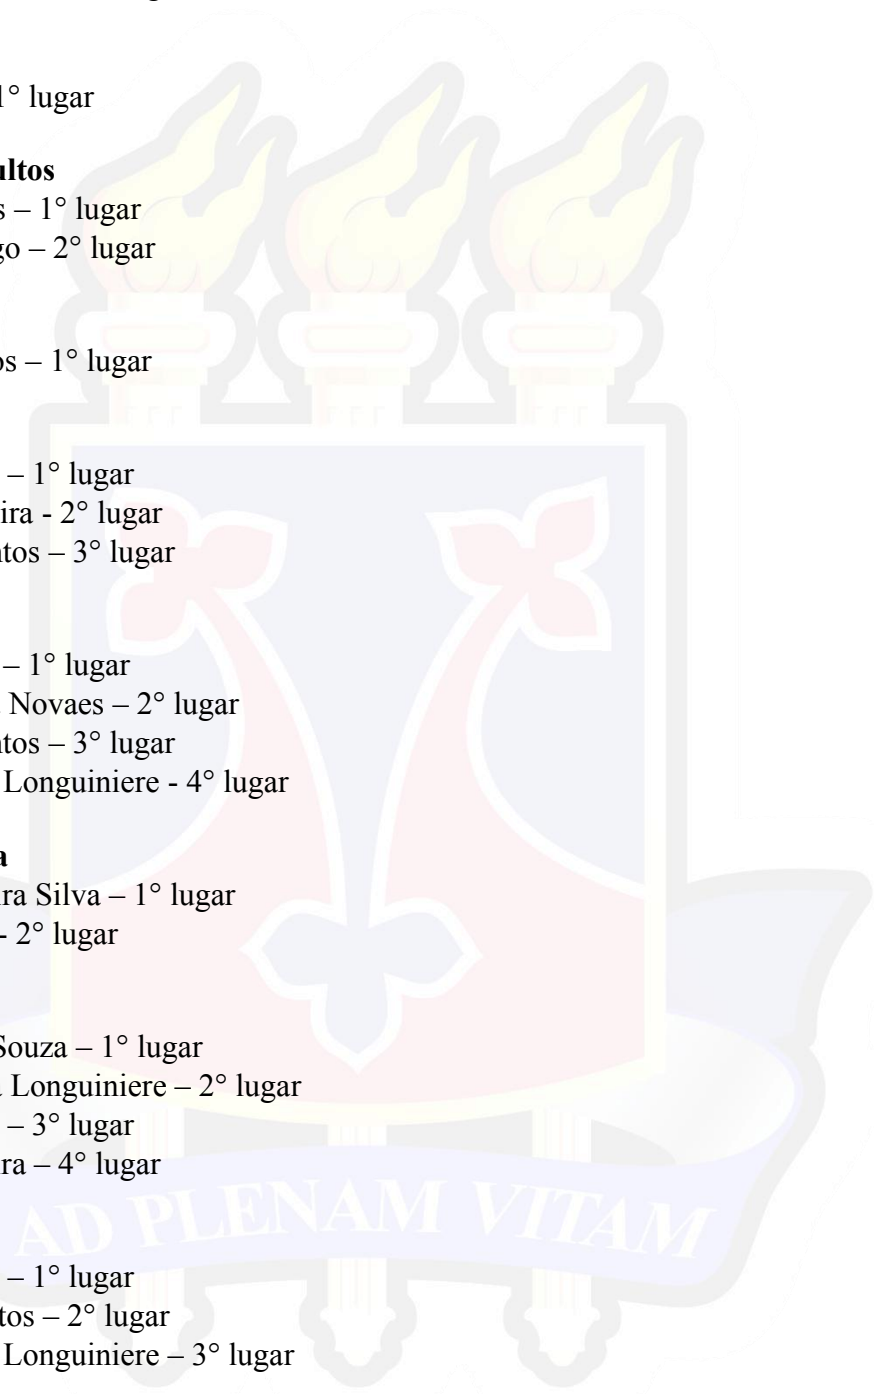 1° lugar
ultos
s – 1° lugar
go – 2° lugar
os – 1° lugar
– 1° lugar
ira - 2° lugar
ntos – 3° lugar
– 1° lugar
Novaes – 2° lugar
ntos – 3° lugar
Longuiniere - 4° lugar
a
ira Silva – 1° lugar
- 2° lugar
Souza – 1° lugar
a Longuiniere – 2° lugar
– 3° lugar
ra – 4° lugar
AD PLENAM VITAM
– 1° lugar
tos – 2° lugar
Longuiniere – 3° lugar